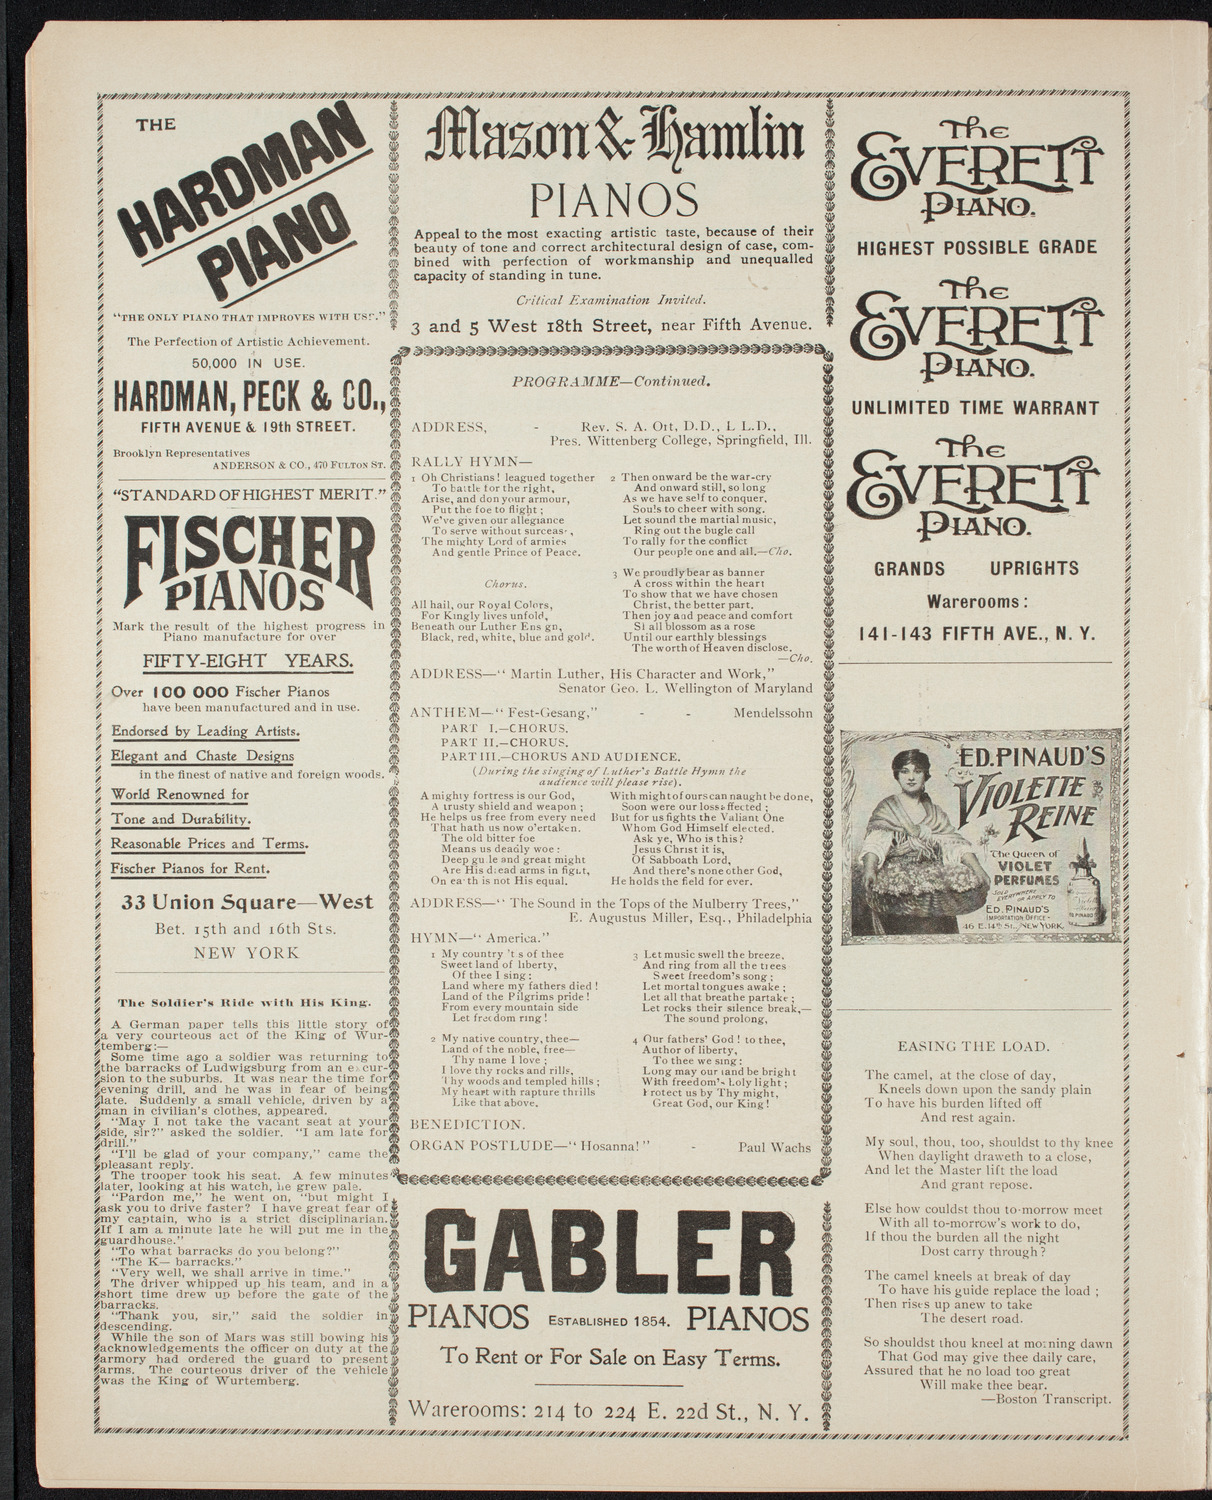 THE
HARDMAN
PIANO
"THE ONLY PIANO THAT IMPROVES WITH USE."
The Perfection of Artistic Achievement.
50,000 IN USE.
HARDMAN, PECK & CO.,
FIFTH AVENUE & 19th STREET.
Brooklyn Representatives
ANDERSON & CO., 470 FULTON ST.
"STANDARD OF HIGHEST MERIT."
FISCHER
PIANOS
Mark the result of the highest progress in
Piano manufacture for over
FIFTY-EIGHT YEARS.
Over 100 000 Fischer Pianos
have been manufactured and in use.
Endorsed by Leading Artists.
Elegant and Chaste Designs
in the finest of native and foreign woods.
World Renowned for
Tone and Durability.
Reasonable Prices and Terms.
Fischer Pianos for Rent.
33 Union Square—West
Bet. 15th and 16th Sts.
NEW YORK
The Soldier's Ride with His King.
A German paper tells this little story of
a very courteous act of the King of Wur-
temberg:—
Some time ago a soldier was returning to
the barracks of Ludwigsburg from an excur-
sion to the suburbs. It was near the time for
evening drill, and he was in fear of being
late. Suddenly a small vehicle, driven by a
man in civilian's clothes, appeared.
"May I not take the vacant seat at your
side, sir?" asked the soldier. "I am late for
drill."
"I'll be glad of your company," came the
pleasant reply.
The trooper took his seat. A few minutes
later, looking at his watch, he grew pale.
"Pardon me," he went on, "but might I
ask you to drive faster? I have great fear of
my captain, who is a strict disciplinarian.
If I am a minute late he will put me in the
guardhouse."
"To what barracks do you belong?"
"The K— barracks."
"Very well, we shall arrive in time."
The driver whipped up his team, and in a
short time drew up before the gate of the
barracks.
"Thank you, sir," said the soldier in
descending.
While the son of Mars was still bowing his
acknowledgements the officer on duty at the
armory had ordered the guard to present
arms. The courteous driver of the vehicle
was the King of Wurtemberg.
Mason & Hamlin
PIANOS
Appeal to the most exacting artistic taste, because of their
beauty of tone and correct architectural design of case, com-
bined with perfection of workmanship and unequalled
capacity of standing in tune.
Critical Examination Invited.
3 and 5 West 18th Street, near Fifth Avenue.
PROGRAMME—Continued.
ADDRESS, - Rev. S. A. Ort, D.D., L L.D.,
Pres. Wittenberg College, Springfield, Ill.
RALLY HYMN—
1 Oh Christians! leagued together
To battle for the right,
Arise, and don your armour,
Put the foe to flight;
We've given our allegiance
To serve without surceas,
The mighty Lord of armies
And gentle Prince of Peace.
Chorus.
All hail, our Royal Colors,
For Kingly lives unfold,
Beneath our Luther Ensign,
Black, red, white, blue and gold.
2 Then onward be the war-cry
And onward still, so long
As we have self to conquer,
Souls to cheer with song.
Let sound the martial music,
Ring out the bugle call
To rally for the conflict
Our people one and all.—Cho.
3 We proudly bear as banner
A cross within the heart
To show that we have chosen
Christ, the better part.
Then joy and peace and comfort
Sl all blossom as a rose
Until our earthly blessings
The worth of Heaven disclose.
—Cho.
ADDRESS—"Martin Luther, His Character and Work,"
Senator Geo. L. Wellington of Maryland
ANTHEM—"Fest-Gesang," - - Mendelssohn
PART I.—CHORUS.
PART II.—CHORUS.
PART III.—CHORUS AND AUDIENCE.
(During the singing of Luther's Battle Hymn the
audience will please rise).
A mighty fortress is our God,
A trusty shield and weapon;
He helps us free from every need
That hath us now o'ertaken.
The old bitter foe
Means us deadly woe:
Deep guile and great might
Are His dread arms in fight,
On earth is not His equal.
With might of ours can naught be done,
Soon were our loss effected;
But for us fights the Valiant One
Whom God Himself elected.
Ask ye, Who is this?
Jesus Christ it is,
Of Sabboath Lord,
And there's none other God,
He holds the field for ever.
ADDRESS—"The Sound in the Tops of the Mulberry Trees,"
E. Augustus Miller, Esq., Philadelphia
HYMN—"America."
1 My country 't s of thee
Sweet land of liberty,
Of thee I sing;
Land where my fathers died!
Land of the Pilgrims pride!
From every mountain side
Let freedom ring!
2 My native country, thee—
Land of the noble, free—
Thy name I love;
I love thy rocks and rills,
Thy woods and templed hills;
My heart with rapture thrills
Like that above.
3 Let music swell the breeze,
And ring from all the trees
Sweet freedom's song;
Let mortal tongues awake;
Let all that breathe partake;
Let rocks their silence break,—
The sound prolong,
4 Our fathers' God! to thee,
Author of liberty,
To thee we sing;
Long may our land be bright
With freedom's holy light;
Protect us by Thy might,
Great God, our King!
BENEDICTION.
ORGAN POSTLUDE—"Hosanna!" - Paul Wachs
GABLER
PIANOS ESTABLISHED 1854. PIANOS
To Rent or For Sale on Easy Terms.
Warerooms: 214 to 224 E. 22d St., N. Y.
The
EVERETT
PIANO.
HIGHEST POSSIBLE GRADE
The
EVERETT
PIANO.
UNLIMITED TIME WARRANT
The
EVERETT
PIANO.
GRANDS UPRIGHTS
Warerooms:
141-143 FIFTH AVE., N. Y.
ED. PINAUD'S
VIOLETTE
REINE
The Queen of
VIOLET
PERFUMES
SOLD EVERYWHERE
OR APPLY TO
ED. PINAUD'S
IMPORTATION OFFICE-
46 E. 14th St., NEW YORK.
EASING THE LOAD.
The camel, at the close of day,
Kneels down upon the sandy plain
To have his burden lifted off
And rest again.
My soul, thou, too, shouldst to thy knee
When daylight draweth to a close,
And let the Master lift the load
And grant repose.
Else how couldst thou to-morrow meet
With all to-morrow's work to do,
If thou the burden all the night
Dost carry through?
The camel kneels at break of day
To have his guide replace the load;
Then rises up anew to take
The desert road.
So shouldst thou kneel at morning dawn
That God may give thee daily care,
Assured that he no load too great
Will make thee bear.
—Boston Transcript.